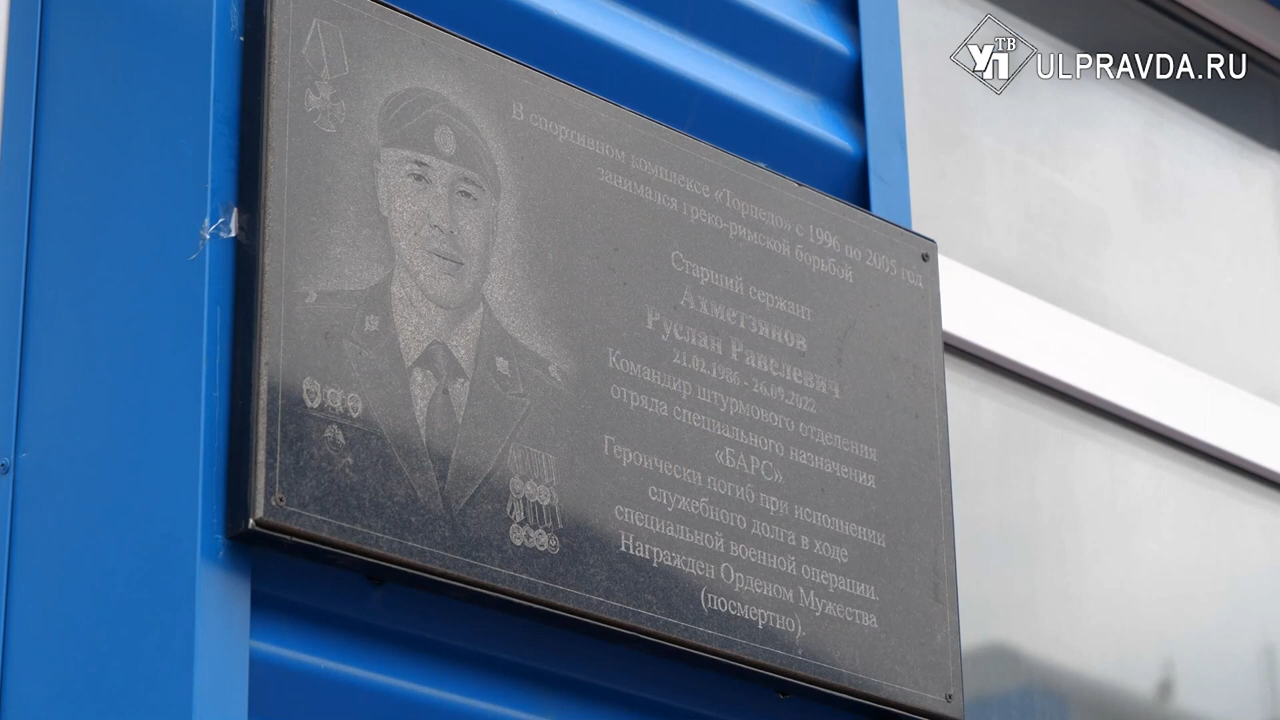 УП ТВ ULPRAVDA.RU
В спортивном комплексе «Торпедо» с 1996 по 2005 год
занимался греко-римской борьбой
Старший сержант
Ахметзянов
Руслан Равелевич
21.02.1986 - 26.09.2022
Командир штурмового отделения
отряда специального назначения
«БАРС»
Героически погиб при исполнении
служебного долга в ходе
специальной военной операции.
Награжден Орденом Мужества
(посмертно).